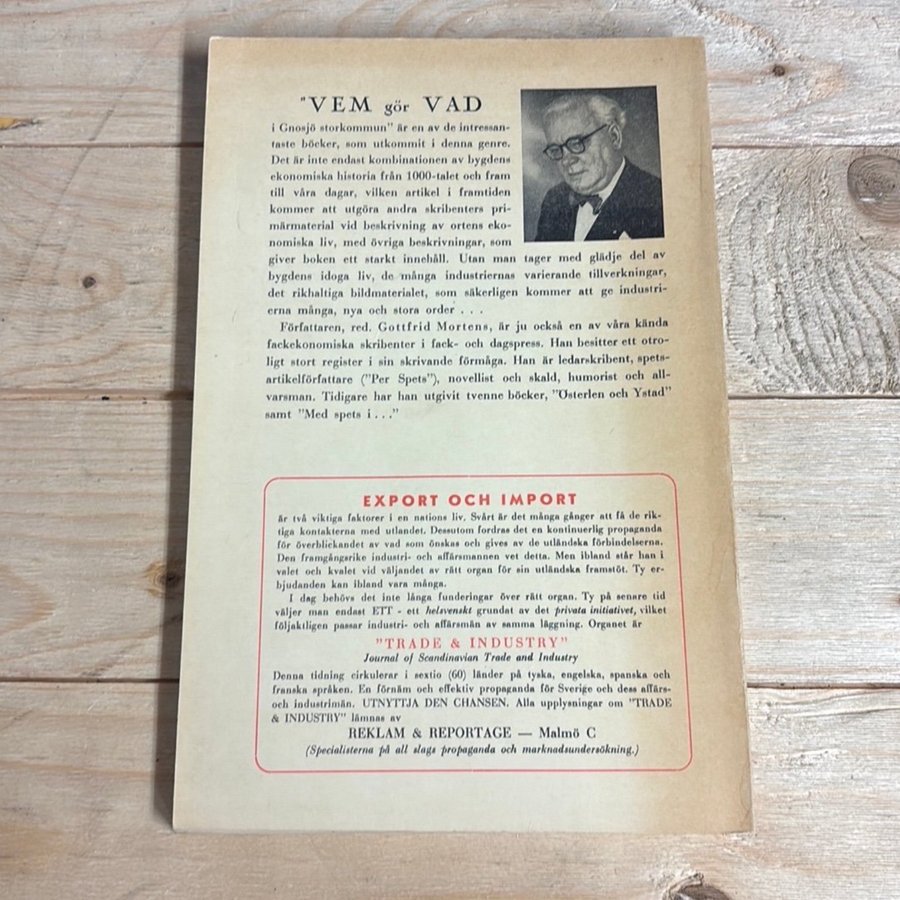 "VEM gör VAD
i Gnosjö storkommun" är en av de intressan-
taste böcker, som utkommit i denna genre.
Det är inte endast kombinationen av bygdens
ekonomiska historia från 1000-talet och fram
till våra dagar, vilken artikel i framtiden
kommer att utgöra andra skribenters pri-
märmaterial vid beskrivning av ortens eko-
nomiska liv, med övriga beskrivningar, som
giver boken ett starkt innehåll. Utan man tager med glädje del av
bygdens idoga liv, de många industriernas varierande tillverkningar,
det rikhaltiga bildmaterialet, som säkerligen kommer att ge industri-
erna många, nya och stora order . . .
Författaren, red. Gottfrid Mortens, är ju också en av våra kända
fackekonomiska skribenter i fack- och dagspress. Han besitter ett otro-
ligt stort register i sin skrivande förmåga. Han är ledarskribent, spets-
artikelförfattare ("Per Spets"), novellist och skald, humorist och all-
varsman. Tidigare har han utgivit tvenne böcker, "Österlen och Ystad"
samt "Med spets i . . ."
EXPORT OCH IMPORT
är två viktiga faktorer i en nations liv. Svårt är det många gånger att få de rik-
tiga kontakterna med utlandet. Dessutom fordras det en kontinuerlig propaganda
för överblickandet av vad som önskas och gives av de utländska förbindelserna.
Den framgångsrike industri- och affärsmannen vet detta. Men ibland står han i
valet och kvalet vid väljandet av rätt organ för sin utländska framstöt. Ty er-
bjudanden kan ibland vara många.
I dag behövs det inte långa funderingar över rätt organ. Ty på senare tid
väljer man endast ETT - ett helsvenskt grundat av det privata initiativet, vilket
följaktligen passar industri- och affärsmän av samma läggning. Organet är
"TRADE & INDUSTRY"
Journal of Scandinavian Trade and Industry
Denna tidning cirkulerar i sextio (60) länder på tyska, engelska, spanska och
franska språken. En förnäm och effektiv propaganda för Sverige och dess affärs-
och industrimän. UTNYTTJA DEN CHANSEN. Alla upplysningar om "TRADE
& INDUSTRY" lämnas av
REKLAM & REPORTAGE — Malmö C
(Specialisterna på all slags propaganda och marknadsundersökning.)